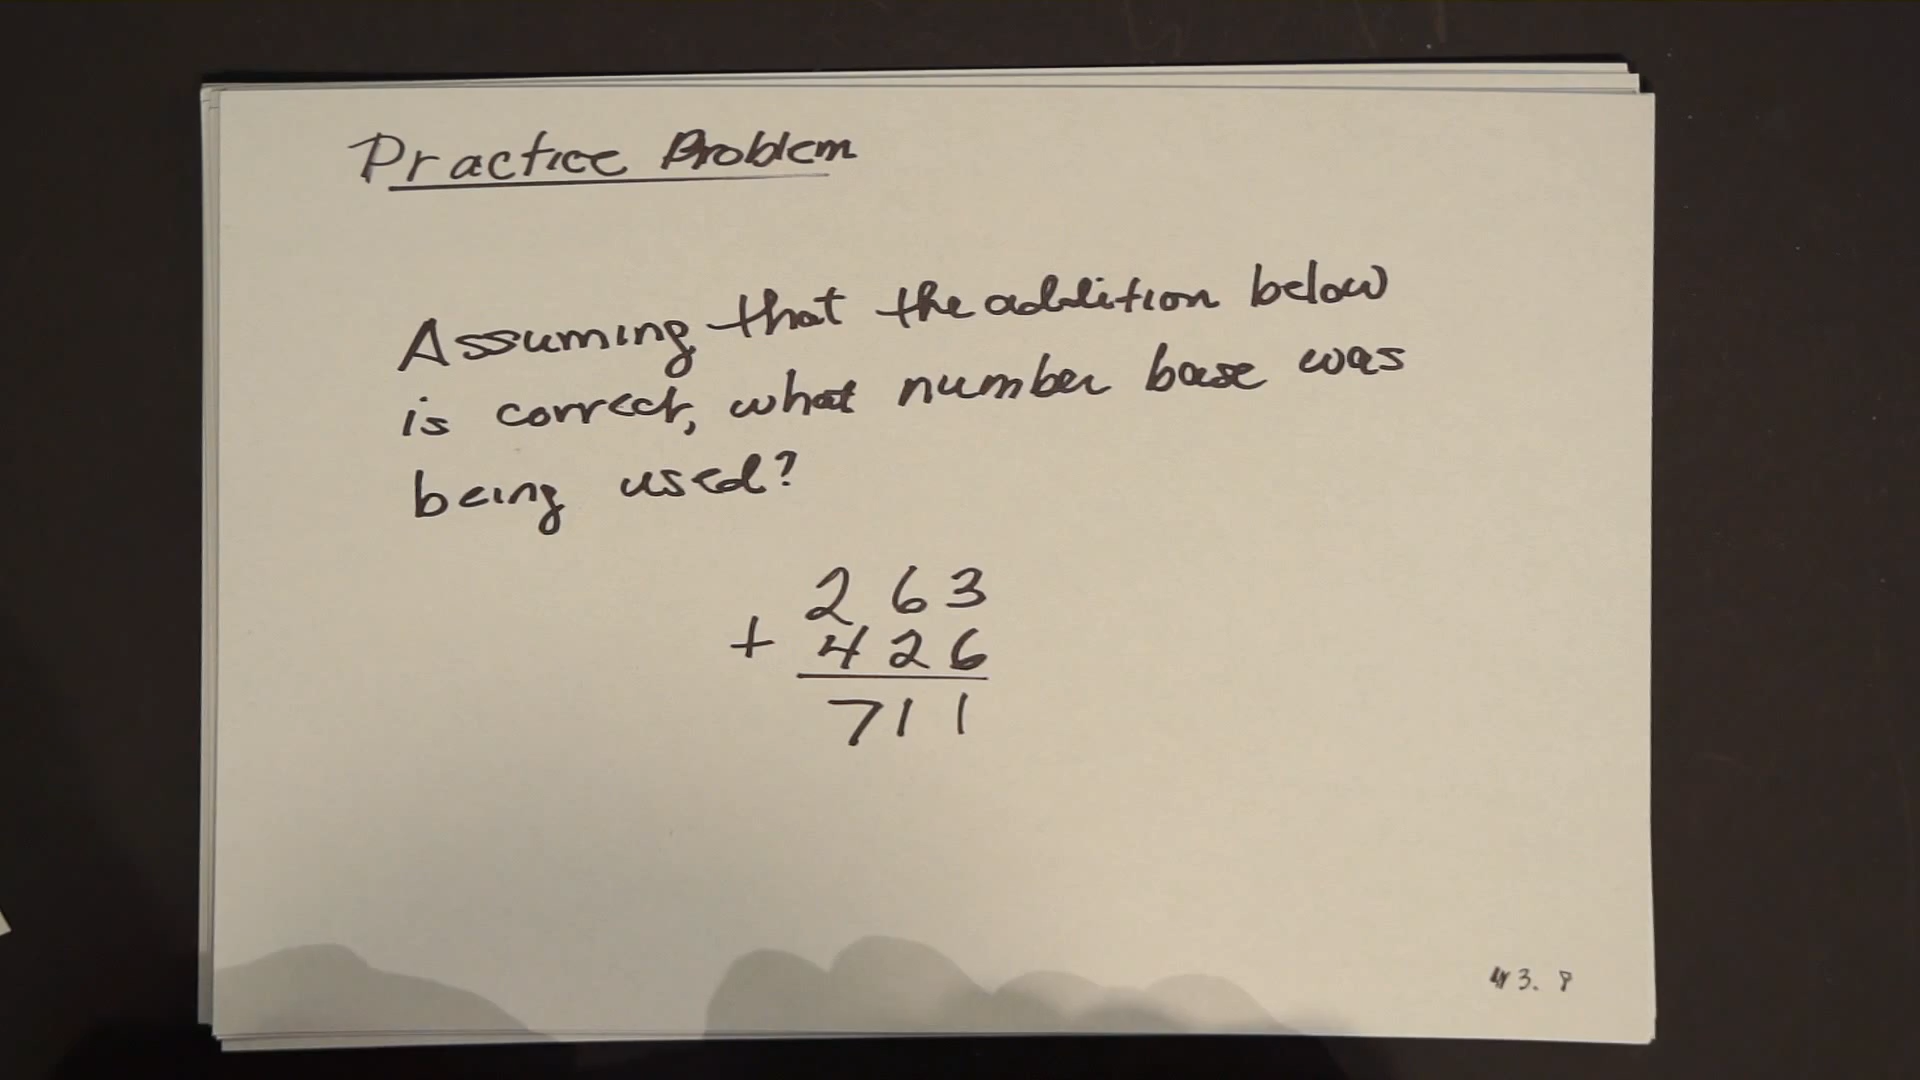 Practice Problem
Assuming that the addition below
is correct, what number base was
being used?
263
+ 426
711
43.8